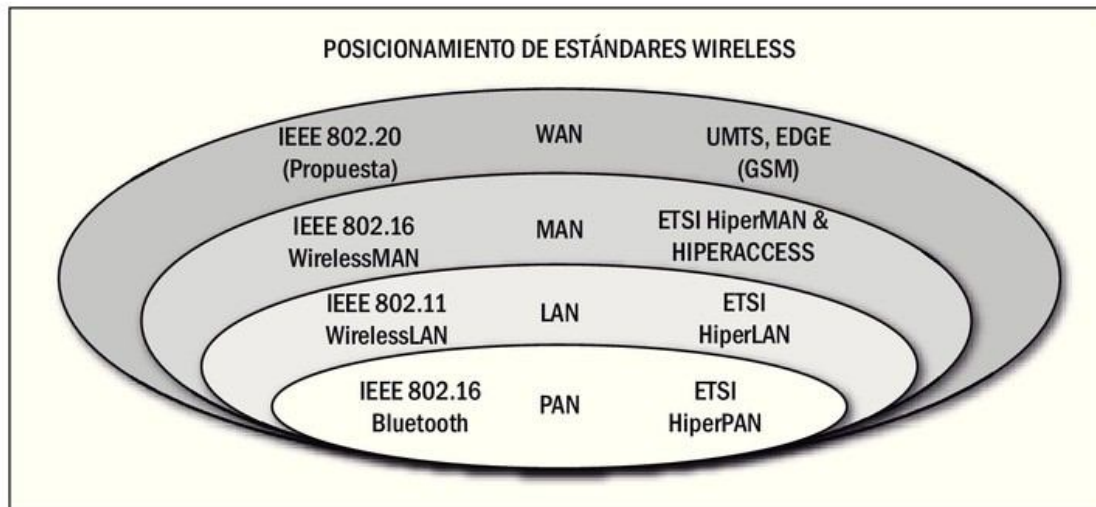 POSICIONAMIENTO DE ESTÁNDARES WIRELESS
IEEE 802.20
(Propuesta)
WAN
UMTS, EDGE
(GSM)
IEEE 802.16
WirelessMAN
MAN
ETSI HiperMAN &
HIPERACCESS
IEEE 802.11
WirelessLAN
LAN
ETSI
HiperLAN
IEEE 802.16
Bluetooth
PAN
ETSI
HiperPAN